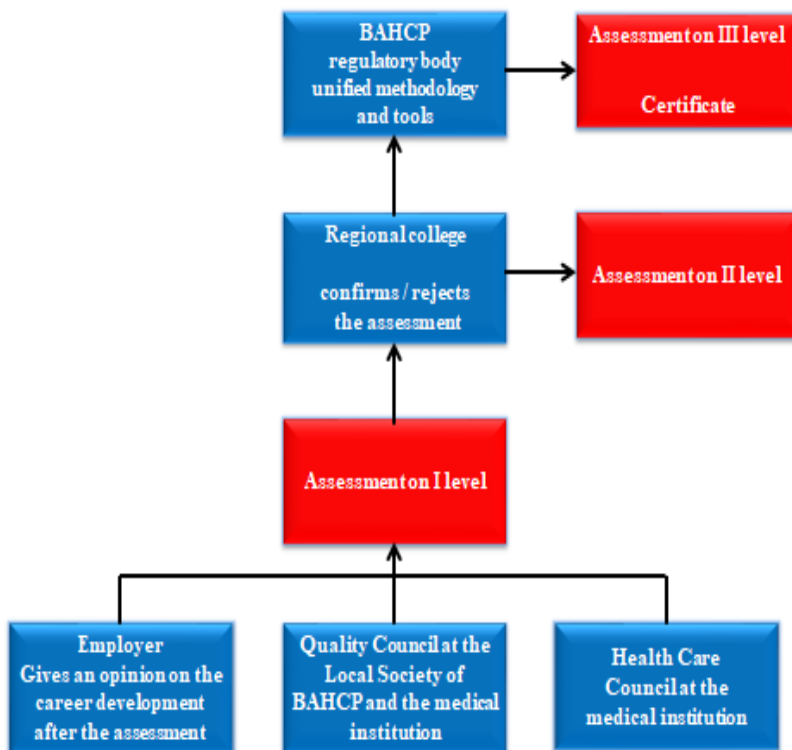 BAHCP
regulatory body
unified methodology
and tools
Assessment on III level
Certificate
Regional college
confirms / rejects
the assessment
Assessment on II level
Assessment on I level
Employer
Gives an opinion on the
career development
after the assessment
Quality Council at the
Local Society of
BAHCP and the medical
institution
Health Care
Council at the
medical institution